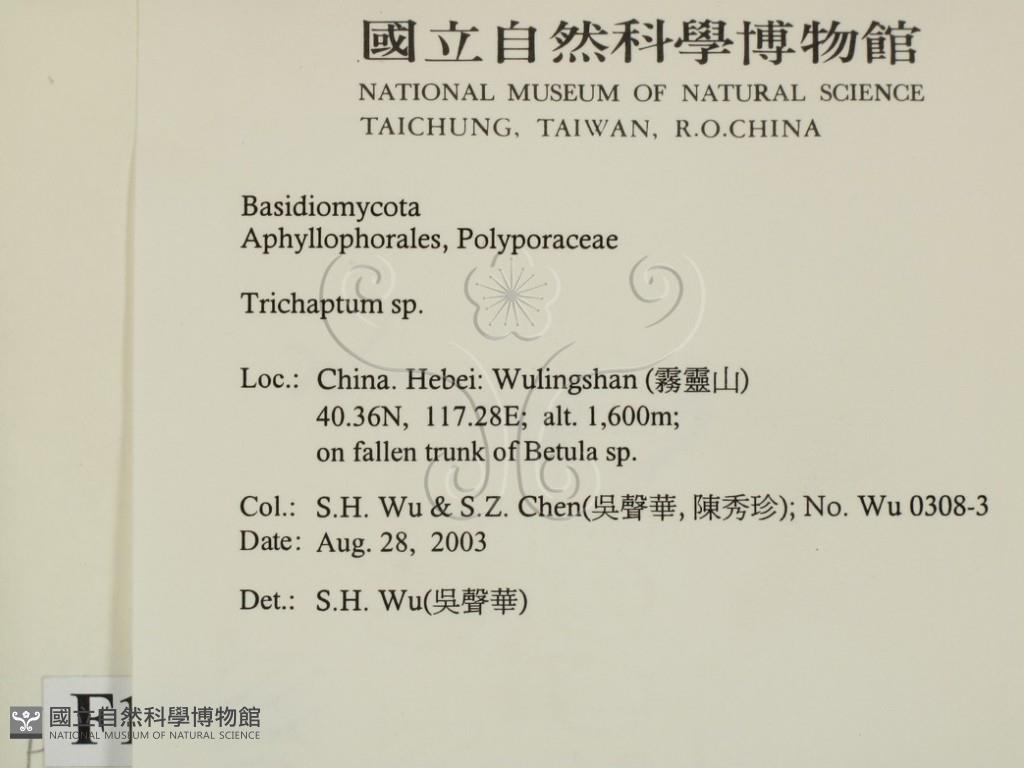 國立自然科學博物館
NATIONAL MUSEUM OF NATURAL SCIENCE
TAICHUNG, TAIWAN, R.O.CHINA
Basidiomycota
Aphyllophorales, Polyporaceae
Trichaptum sp.
Loc.: China. Hebei: Wulingshan (霧靈山)
40.36N, 117.28E; alt. 1,600m;
on fallen trunk of Betula sp.
Col.: S.H. Wu & S.Z. Chen(吳聲華, 陳秀珍); No. Wu 0308-3
Date: Aug. 28, 2003
Det.: S.H. Wu(吳聲華)
國立自然科學博物館
NATIONAL MUSEUM OF NATURAL SCIENCE